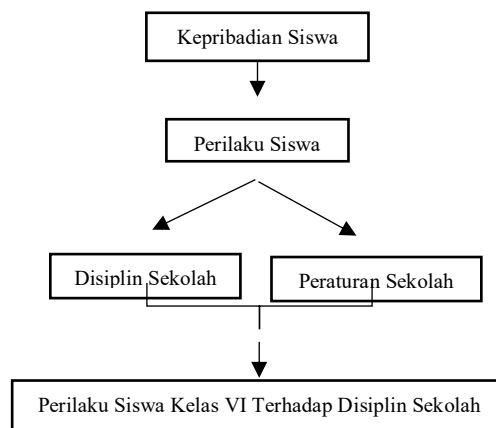 Kepribadian Siswa
Perilaku Siswa
Disiplin Sekolah
Peraturan Sekolah
Perilaku Siswa Kelas VI Terhadap Disiplin Sekolah